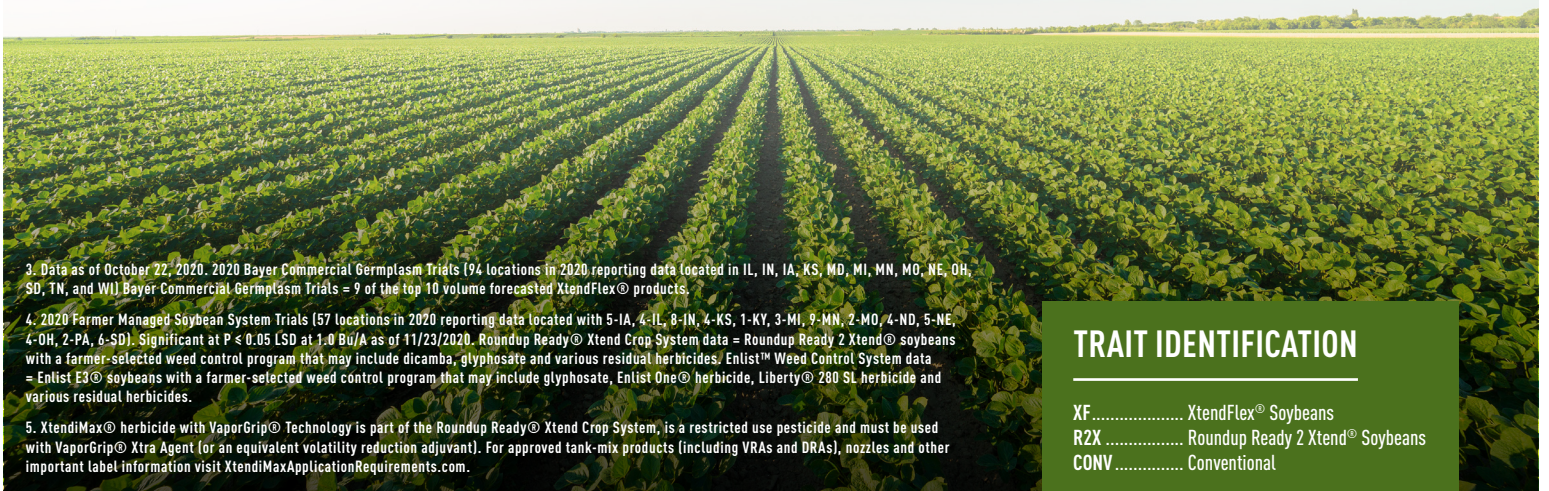 3. Data as of October 22, 2020. 2020 Bayer Commercial Germplasm Trials (94 locations in 2020 reporting data located in IL, IN, IA, KS, MD, MI, MN, MO, NE, OH,
SD, TN, and WI) Bayer Commercial Germplasm Trials = 9 of the top 10 volume forecasted XtendFlex® products.
4. 2020 Farmer Managed Soybean System Trials (57 locations in 2020 reporting data located with 5-IA, 4-IL, 8-IN, 4-KS, 1-KY, 3-MI, 9-MN, 2-MO, 4-ND, 5-NE,
4-OH, 2-PA, 6-SD). Significant at P ≤ 0.05 LSD at 1.0 Bu/A as of 11/23/2020. Roundup Ready® Xtend Crop System data = Roundup Ready 2 Xtend® soybeans
with a farmer-selected weed control program that may include dicamba, glyphosate and various residual herbicides. Enlist™ Weed Control System data
= Enlist E3® soybeans with a farmer-selected weed control program that may include glyphosate, Enlist One® herbicide, Liberty® 280 SL herbicide and
various residual herbicides.
5. XtendiMax® herbicide with VaporGrip® Technology is part of the Roundup Ready® Xtend Crop System, is a restricted use pesticide and must be used
with VaporGrip® Xtra Agent (or an equivalent volatility reduction adjuvant). For approved tank-mix products (including VRAs and DRAs), nozzles and other
important label information visit XtendiMaxApplicationRequirements.com.
TRAIT IDENTIFICATION
XF................... XtendFlex® Soybeans
R2X ................ Roundup Ready 2 Xtend® Soybeans
CONV.............. Conventional